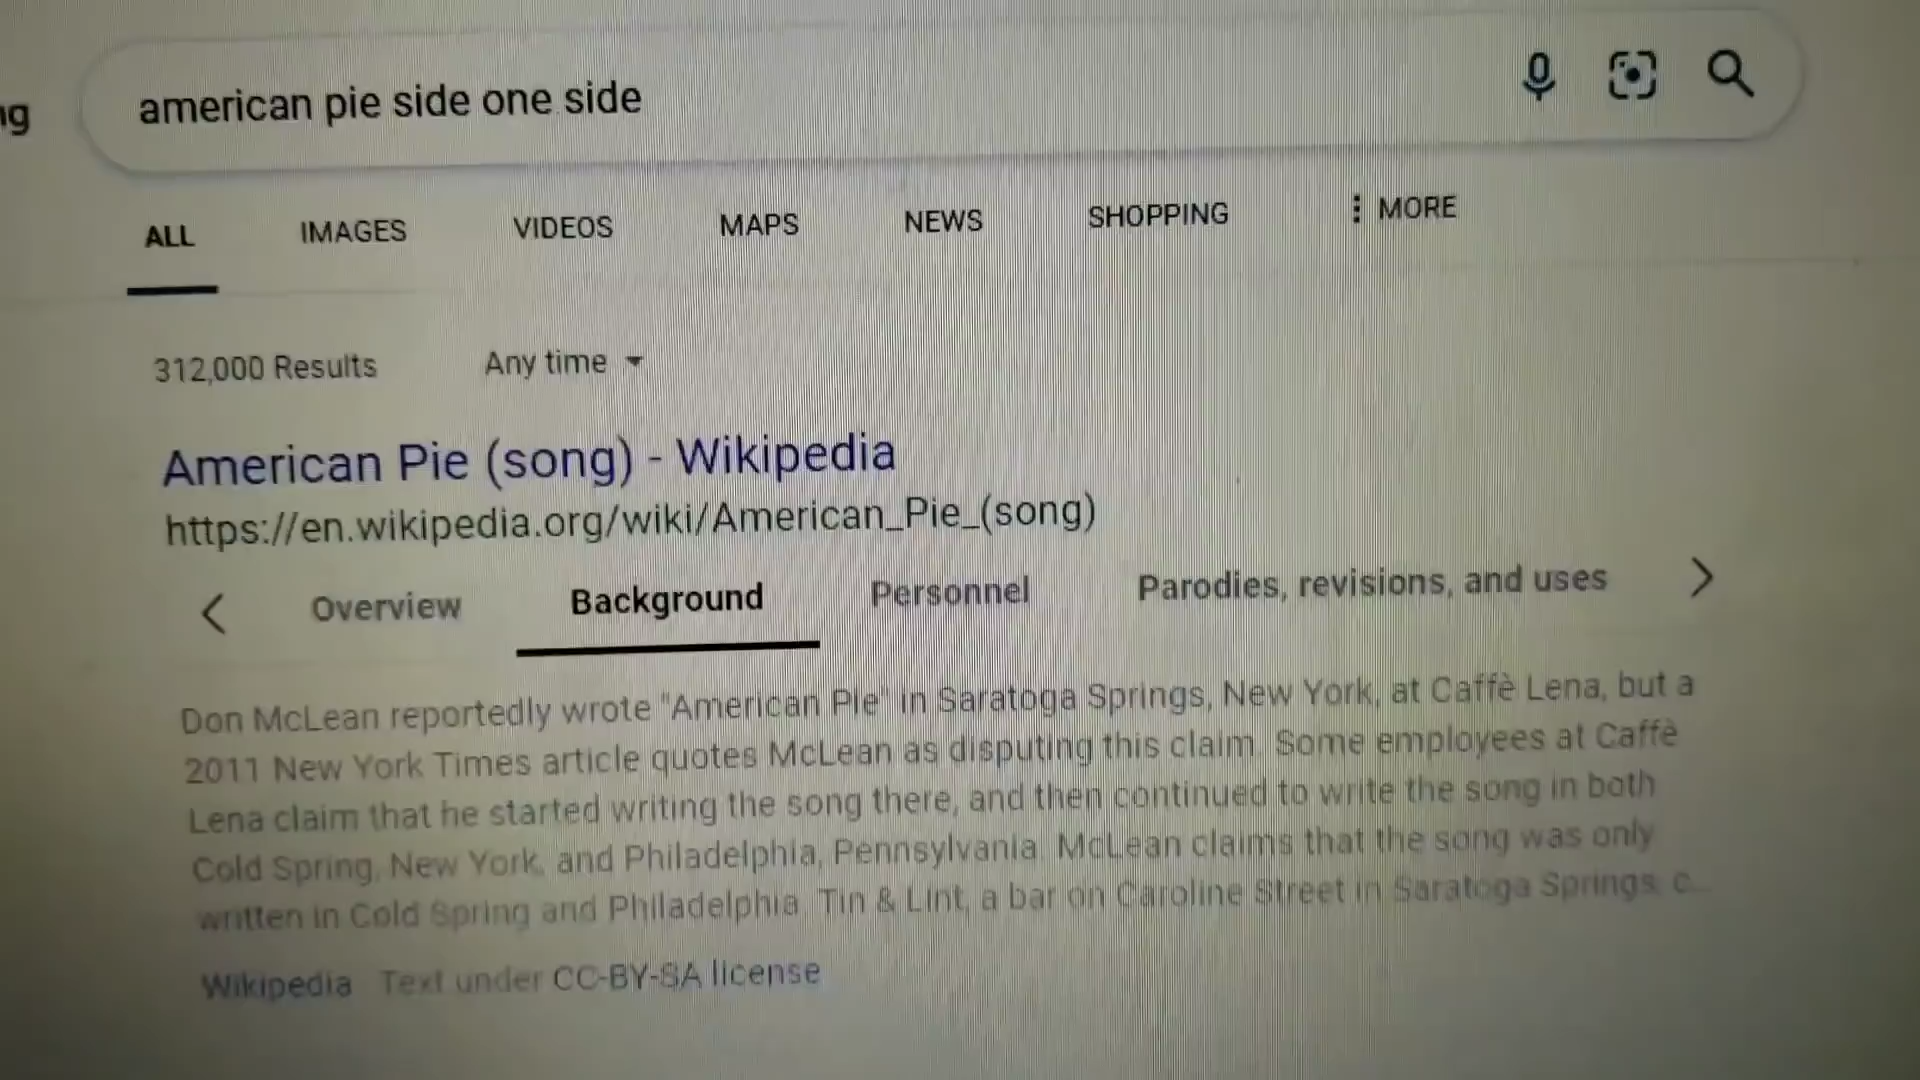 ng
american pie side one side
ALL IMAGES VIDEOS MAPS NEWS SHOPPING MORE
312,000 Results Any time
American Pie (song) - Wikipedia
https://en.wikipedia.org/wiki/American_Pie_(song)
Overview Background Personnel Parodies, revisions, and uses
Don McLean reportedly wrote "American Pie" in Saratoga Springs, New York, at Caffè Lena, but a
2011 New York Times article quotes McLean as disputing this claim. Some employees at Caffè
Lena claim that he started writing the song there, and then continued to write the song in both
Cold Spring, New York, and Philadelphia, Pennsylvania. McLean claims that the song was only
written in Cold Spring and Philadelphia. Tin & Lint, a bar on Caroline Street in Saratoga Springs, c...
Wikipedia Text under CC-BY-SA license